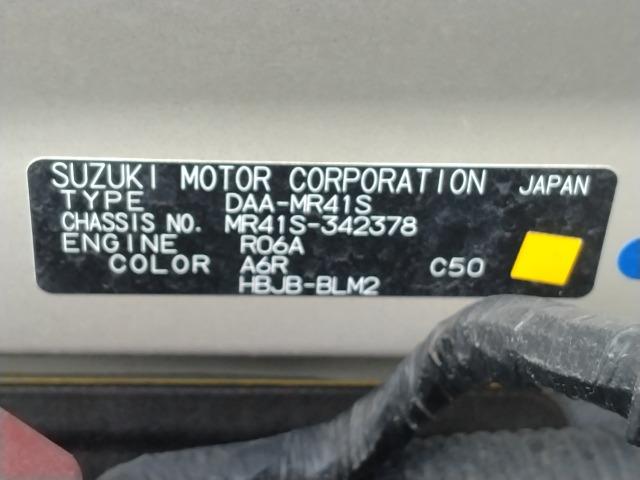 SUZUKI MOTOR CORPORATION JAPAN
TYPE DAA-MR41S
CHASSIS NO. MR41S-342378
ENGINE R06A
COLOR A6R C50
HBJB-BLM2